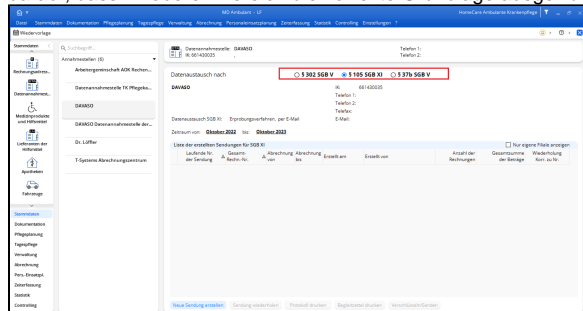 MD Ambulant - UF
HomeCare Ambulante Krankenpflege
Datei Stammdaten Dokumentation Pflegeplanung Tagespflege Verwaltung Abrechnung Personaleinsatzplanung Zeiterfassung Statistik Controlling Einstellungen ?
Wiedervorlage
Stammdaten
Suchbegriff...
Annahmestellen (6)
Datenannahmestelle: DAVASO
IK: 661430035
Telefon 1:
Telefon 2:
Rechnungsadress...
Datenannahmest...
Medizinprodukte und Hilfsmittel
Lieferanten der Hilfsmittel
Apotheken
Fahrzeuge
Arbeitergemeinschaft AOK Rechen...
Datenannahmestelle TK Pflegeka...
DAVASO
DAVASO Datenannahmestelle der...
Dr. Löffler
T-Systems Abrechnungszentrum
Datenaustausch nach
§ 302 SGB V
§ 105 SGB XI
§ 37b SGB V
DAVASO
IK: 661430035
Telefon 1:
Telefon 2:
Telefax:
Datenaustausch SGB XI: Erprobungsverfahren, per E-Mail
E-Mail:
Zeitraum von: Oktober 2022 bis: Oktober 2023
Liste der erstellten Sendungen für SGB XI
Nur eigene Filiale anzeigen
Laufende Nr. der Sendung
Gesamt-Rechn.-Nr.
Abrechnung von
Abrechnung bis
Erstellt am
Erstellt von
Anzahl der Rechnungen
Gesamtsumme der Beträge
Wiederholung Korr. zu Nr.
Stammdaten
Dokumentation
Pflegeplanung
Tagespflege
Verwaltung
Abrechnung
Pers.-Einsatzpl.
Zeiterfassung
Statistik
Controlling
Neue Sendung erstellen
Sendung wiederholen
Protokoll drucken
Begleitzettel drucken
Verschlüsseln/Senden